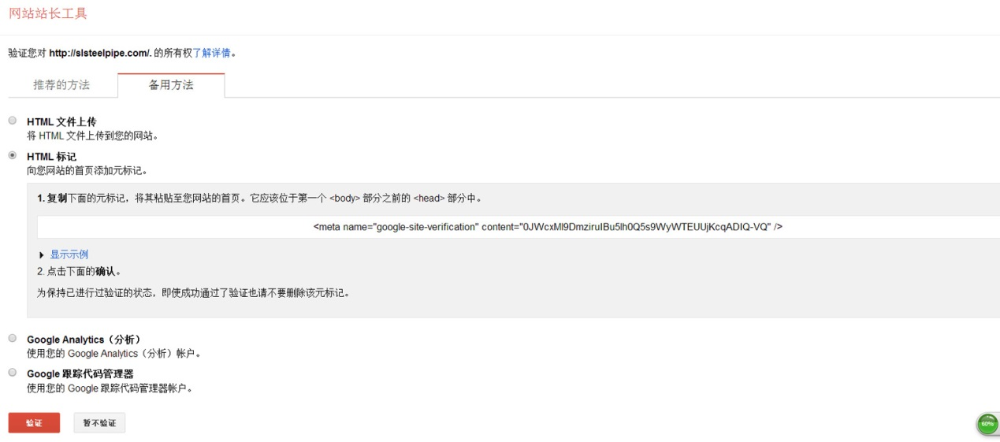 网站站长工具
验证您对 http://slsteelpipe.com/. 的所有权了解详情。
推荐的方法
备用方法
HTML 文件上传
将 HTML 文件上传到您的网站。
HTML 标记
向您网站的首页添加元标记。
1. 复制下面的元标记，将其粘贴至您网站的首页。它应该位于第一个 <body> 部分之前的 <head> 部分中。
<meta name="google-site-verification" content="0JWcxMl9DmziruIBu5lh0Q5s9WyWTEUUjKcqADIQ-VQ" />
显示示例
2. 点击下面的确认。
为保持已进行过验证的状态，即使成功通过了验证也请不要删除该元标记。
Google Analytics（分析）
使用您的 Google Analytics（分析）帐户。
Google 跟踪代码管理器
使用您的 Google 跟踪代码管理器帐户。
验证
暂不验证
60%